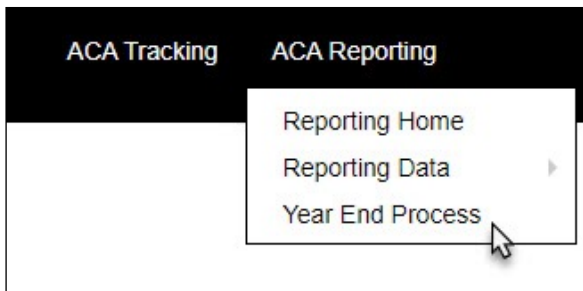 ACA Tracking ACA Reporting
Reporting Home
Reporting Data
Year End Process